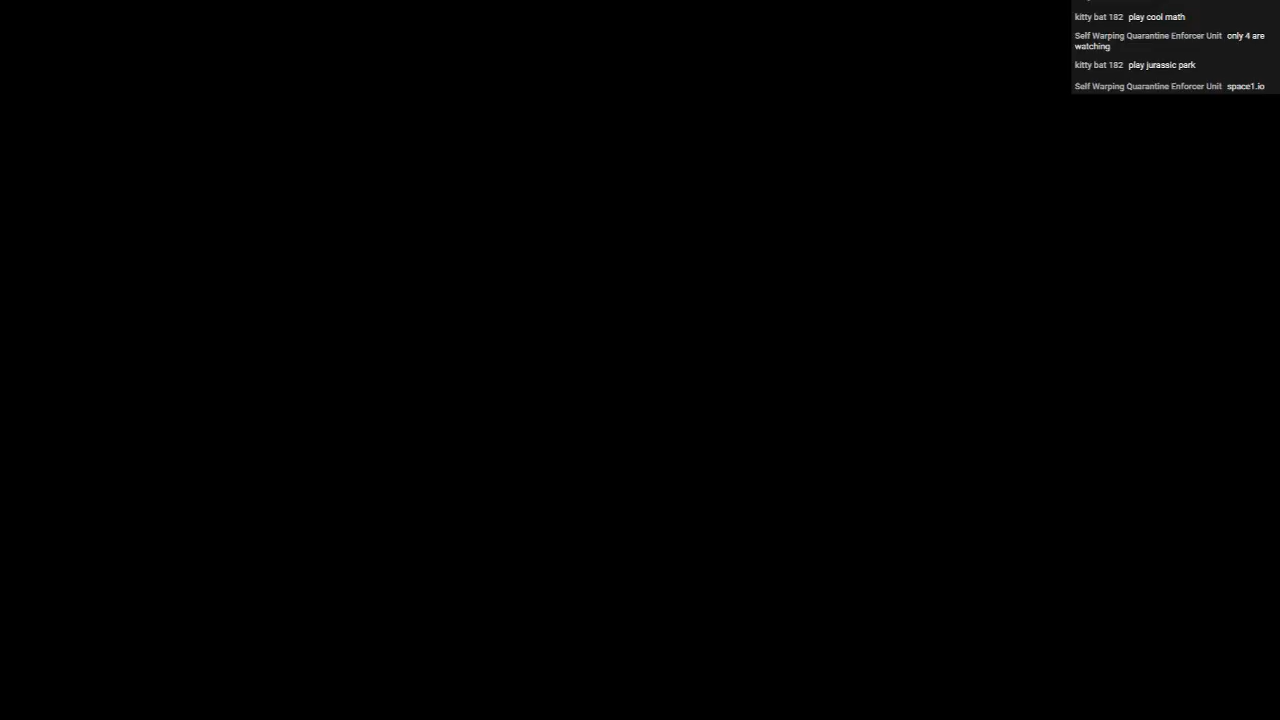 kitty bat 182 play cool math
Self Warping Quarantine Enforcer Unit only 4 are
watching
kitty bat 182 play jurassic park
Self Warping Quarantine Enforcer Unit space1.io